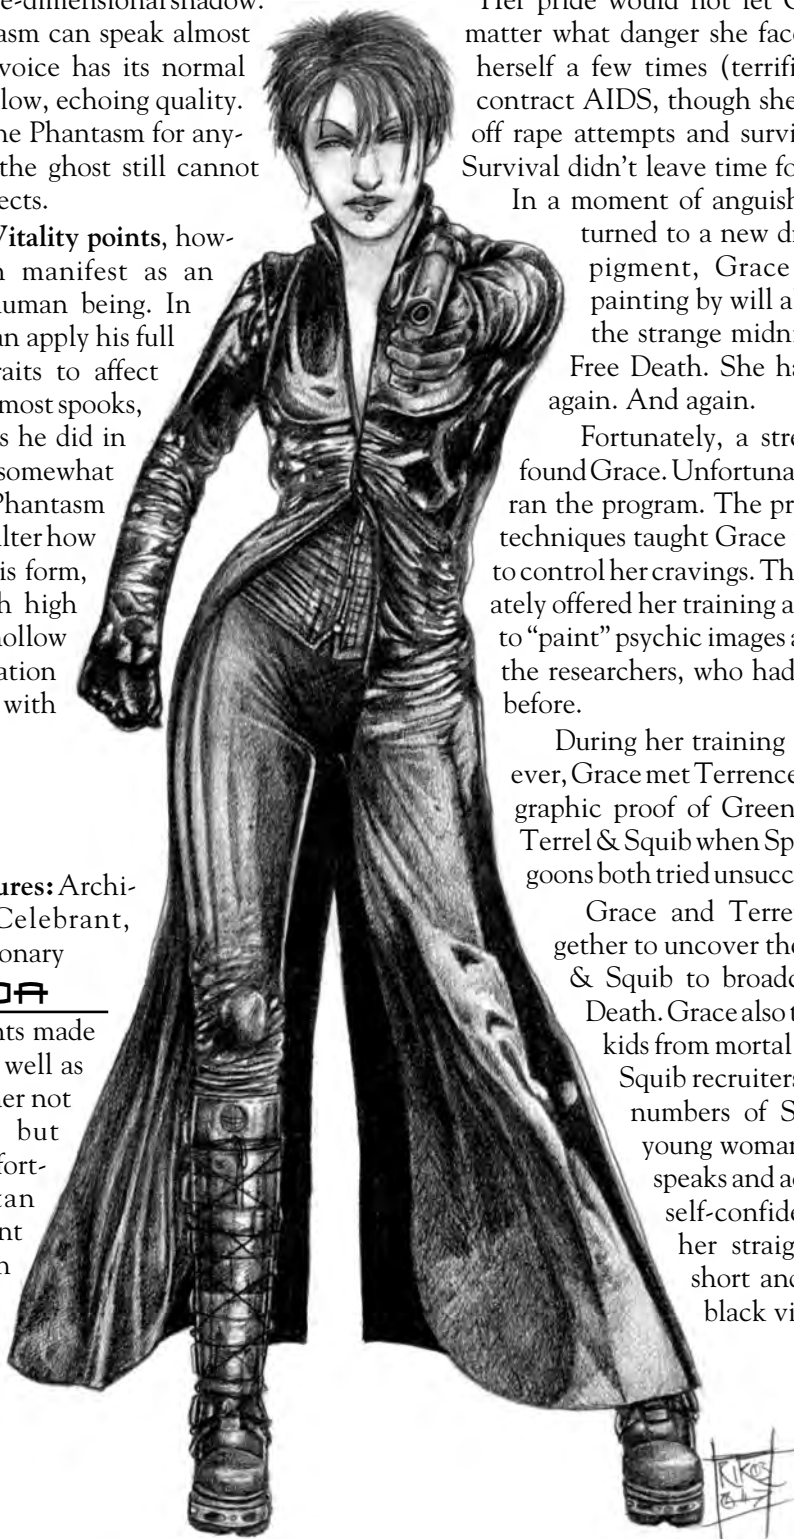 e-dimensional shadow.
asm can speak almost
voice has its normal
low, echoing quality.
he Phantasm for any-
the ghost still cannot
ects.
Vitality points, how-
n manifest as an
uman being. In
an apply his full
raits to affect
most spooks,
s he did in
somewhat
Phantasm
lter how
is form,
h high
ollow
ation
with
ures: Archi-
Celebrant,
onary
DA
nts made
well as
er not
but
fort-
tan
nt
n
Her pride would not let G
matter what danger she face
herself a few times (terrifi
contract AIDS, though she
off rape attempts and survi
Survival didn't leave time fo
In a moment of anguish
turned to a new d
pigment, Grace
painting by will a
the strange midn
Free Death. She ha
again. And again.
Fortunately, a stre
found Grace. Unfortuna
ran the program. The pr
techniques taught Grace
to control her cravings. Th
ately offered her training a
to “paint” psychic images a
the researchers, who had
before.
During her training
ever, Grace met Terrence
graphic proof of Green
Terrel & Squib when Sp
goons both tried unsucc
Grace and Terre
gether to uncover the
& Squib to broadc
Death. Grace also t
kids from mortal
Squib recruiters
numbers of S
young woman
speaks and a
self-confide
her straig
short and
black vi